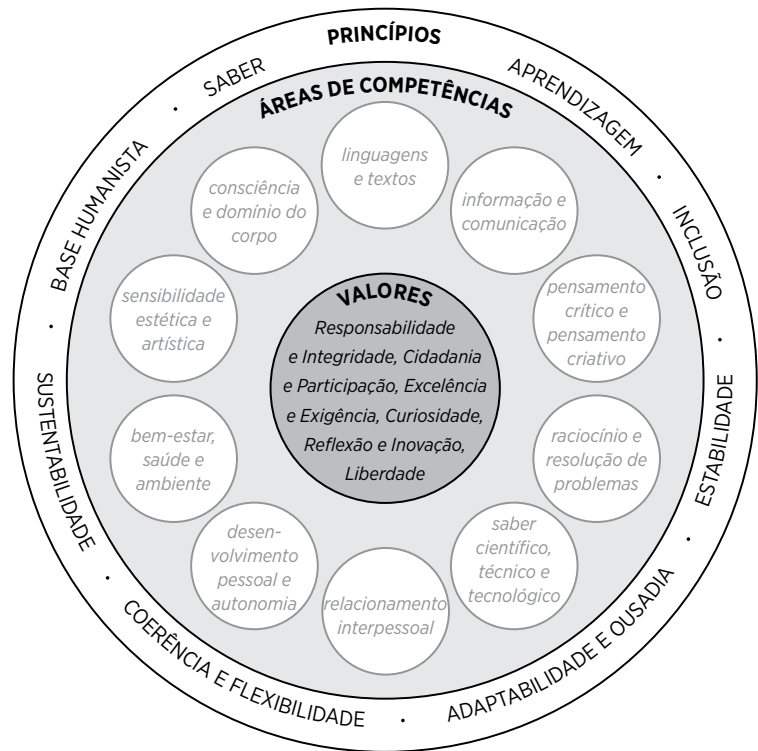 PRINCÍPIOS
SABER
·
APRENDIZAGEM
·
INCLUSÃO
·
ESTABILIDADE
·
ADAPTABILIDADE E OUSADIA
·
COERÊNCIA E FLEXIBILIDADE
·
SUSTENTABILIDADE
·
BASE HUMANISTA
ÁREAS DE COMPETÊNCIAS
linguagens
e textos
informação e
comunicação
pensamento
crítico e
pensamento
criativo
raciocínio e
resolução de
problemas
saber
científico,
técnico e
tecnológico
relacionamento
interpessoal
desen-
volvimento
pessoal e
autonomia
bem-estar,
saúde e
ambiente
sensibilidade
estética e
artística
consciência
e domínio do
corpo
VALORES
Responsabilidade
e Integridade, Cidadania
e Participação, Excelência
e Exigência, Curiosidade,
Reflexão e Inovação,
Liberdade